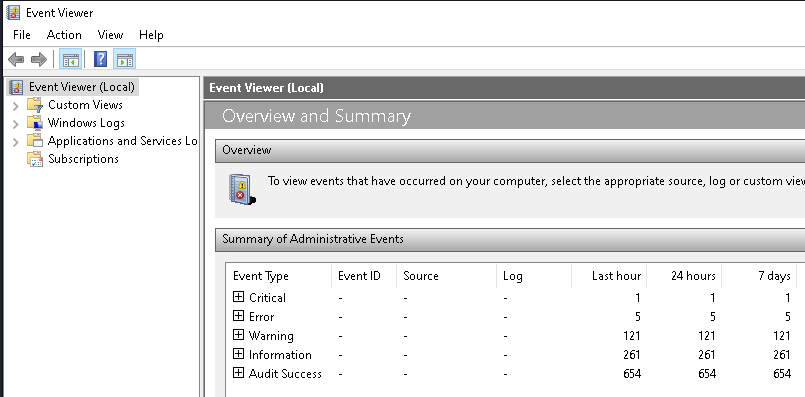 Event Viewer
File Action View Help
Event Viewer (Local)
Custom Views
Windows Logs
Applications and Services Lo
Subscriptions
Event Viewer (Local)
Overview and Summary
Overview
To view events that have occurred on your computer, select the appropriate source, log or custom view
Summary of Administrative Events
Event Type Event ID Source Log Last hour 24 hours 7 days
Critical - - - 1 1 1
Error - - - 5 5 5
Warning - - - 121 121 121
Information - - - 261 261 261
Audit Success - - - 654 654 654